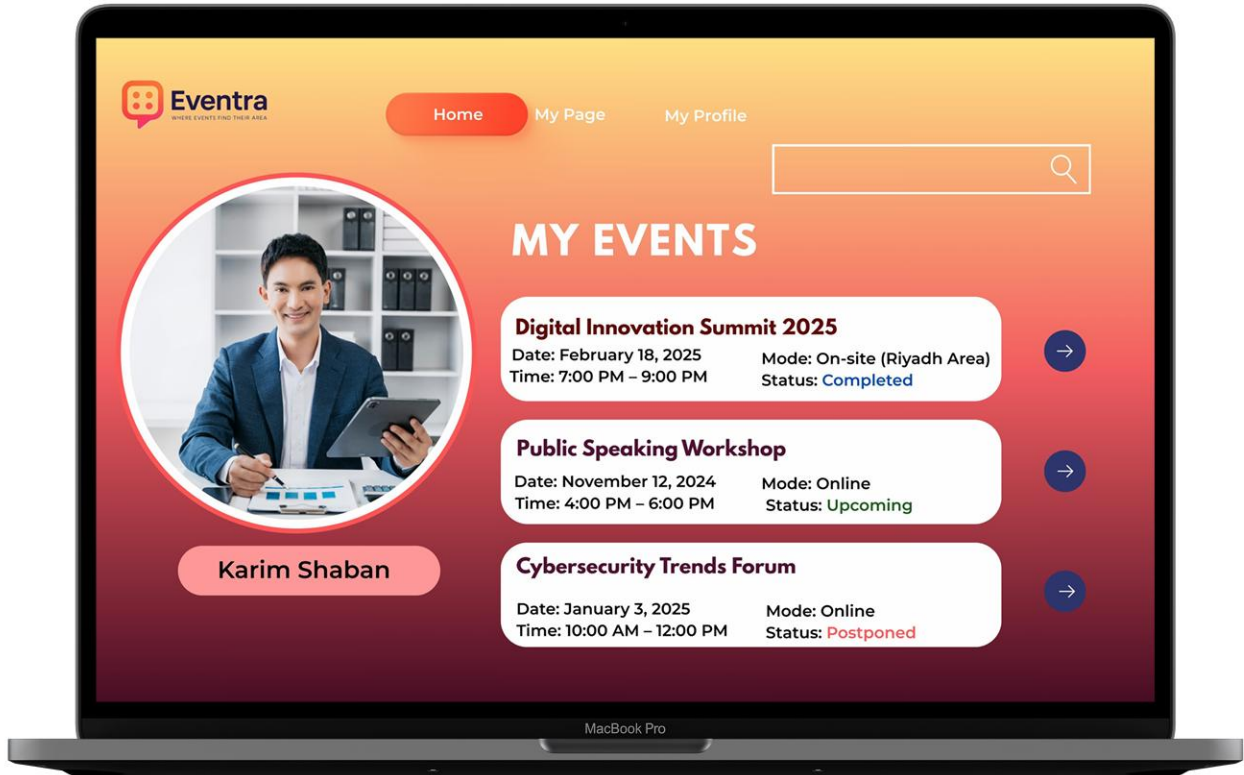 Eventra
WHERE EVENTS FIND THEIR AREA
Home My Page My Profile
MY EVENTS
Digital Innovation Summit 2025
Date: February 18, 2025
Time: 7:00 PM – 9:00 PM
Mode: On-site (Riyadh Area)
Status: Completed
Public Speaking Workshop
Date: November 12, 2024
Time: 4:00 PM – 6:00 PM
Mode: Online
Status: Upcoming
Cybersecurity Trends Forum
Date: January 3, 2025
Time: 10:00 AM – 12:00 PM
Mode: Online
Status: Postponed
Karim Shaban
MacBook Pro